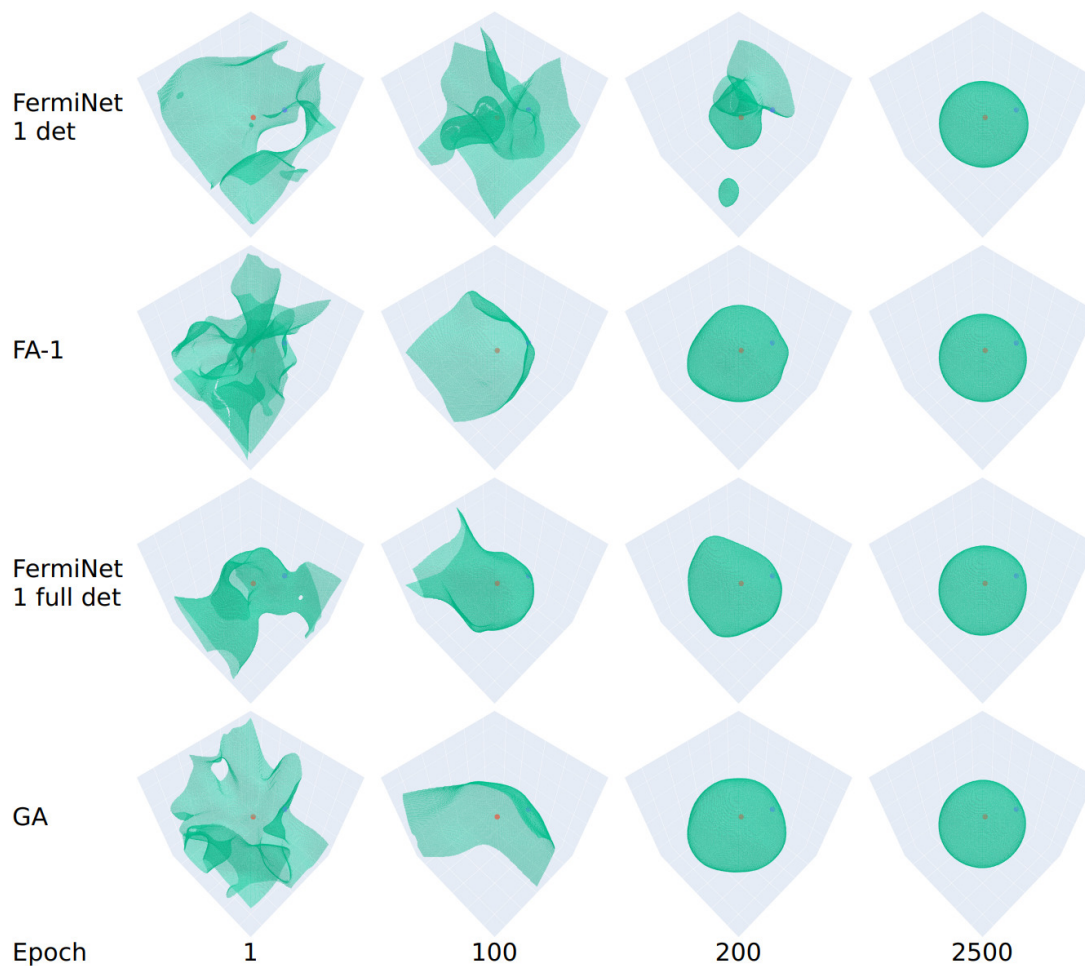 FermiNet
1 det
FA-1
FermiNet
1 full det
GA
Epoch 1 100 200 2500